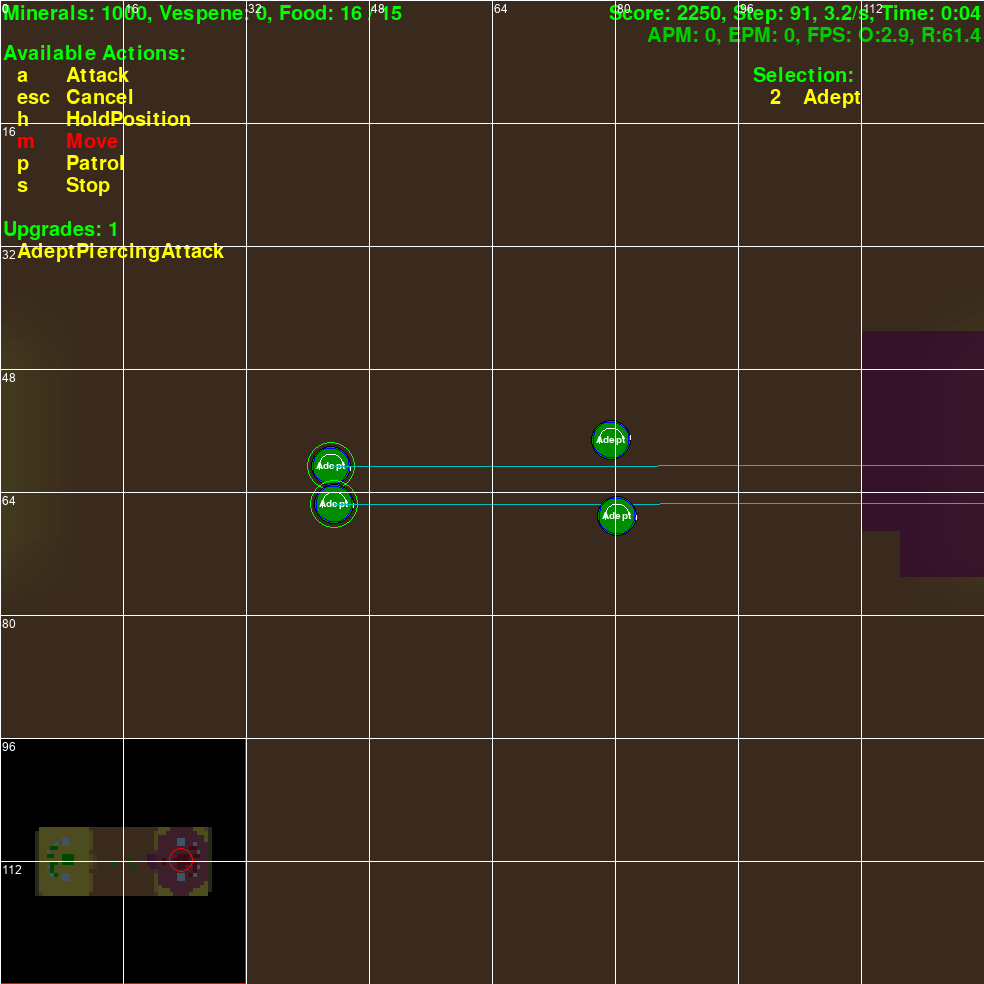 0 16 32 48 64 80 96 112
Minerals: 1000, Vespene: 0, Food: 16 / 15
Score: 2250, Step: 91, 3.2/s, Time: 0:04
APM: 0, EPM: 0, FPS: O:2.9, R:61.4
Available Actions:
a Attack
esc Cancel
h HoldPosition
m Move
p Patrol
s Stop
Selection:
2 Adept
16
Upgrades: 1
AdeptPiercingAttack
32
48
Adept
Adept
64
Adept
Adept
80
96
112